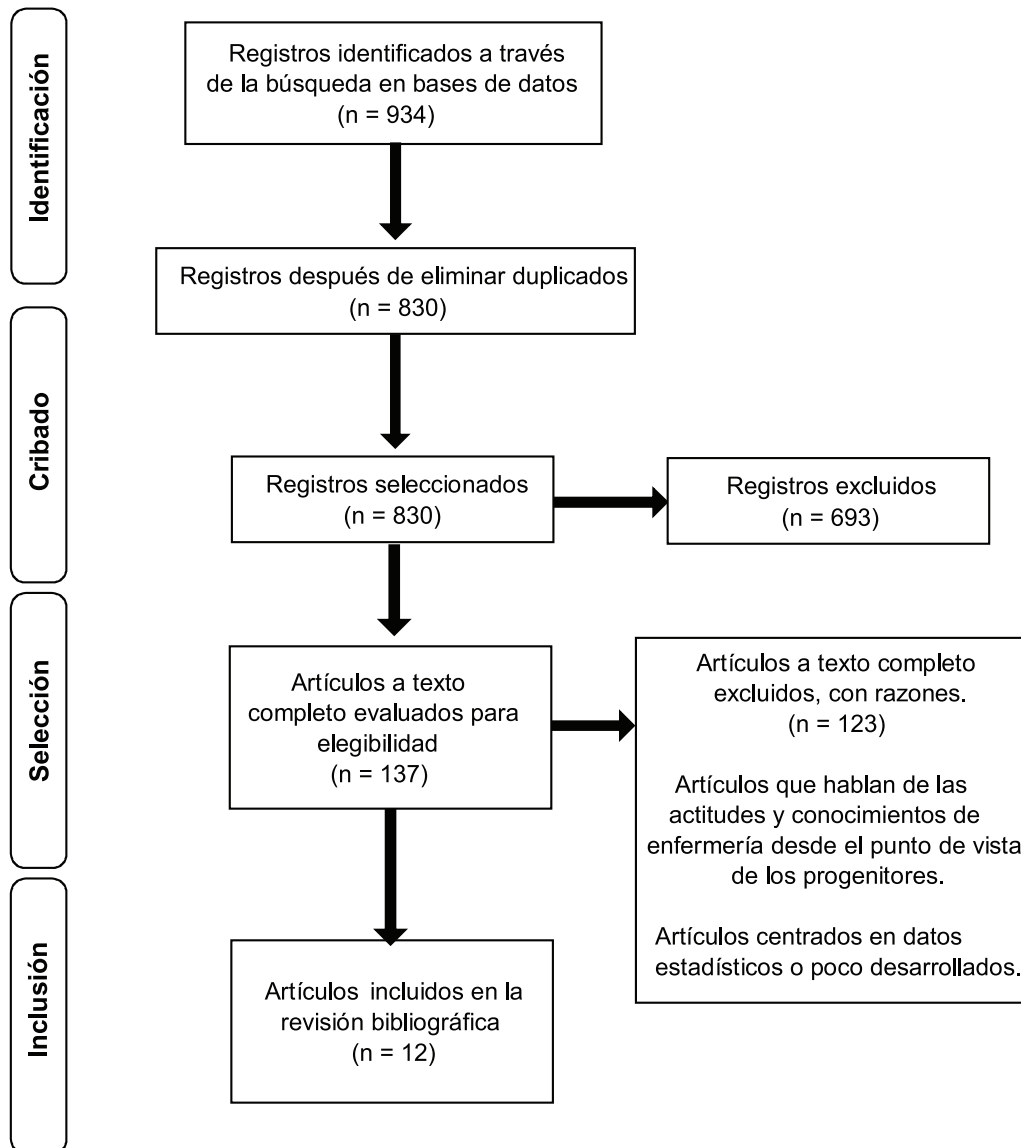 Identificación
Registros identificados a través
de la búsqueda en bases de datos
(n = 934)
Registros después de eliminar duplicados
(n = 830)
Cribado
Registros seleccionados
(n = 830)
Registros excluidos
(n = 693)
Selección
Artículos a texto
completo evaluados para
elegibilidad
(n = 137)
Artículos a texto completo
excluidos, con razones.
(n = 123)
Artículos que hablan de las
actitudes y conocimientos de
enfermería desde el punto de vista
de los progenitores.
Artículos centrados en datos
estadísticos o poco desarrollados.
Inclusión
Artículos incluidos en la
revisión bibliográfica
(n = 12)